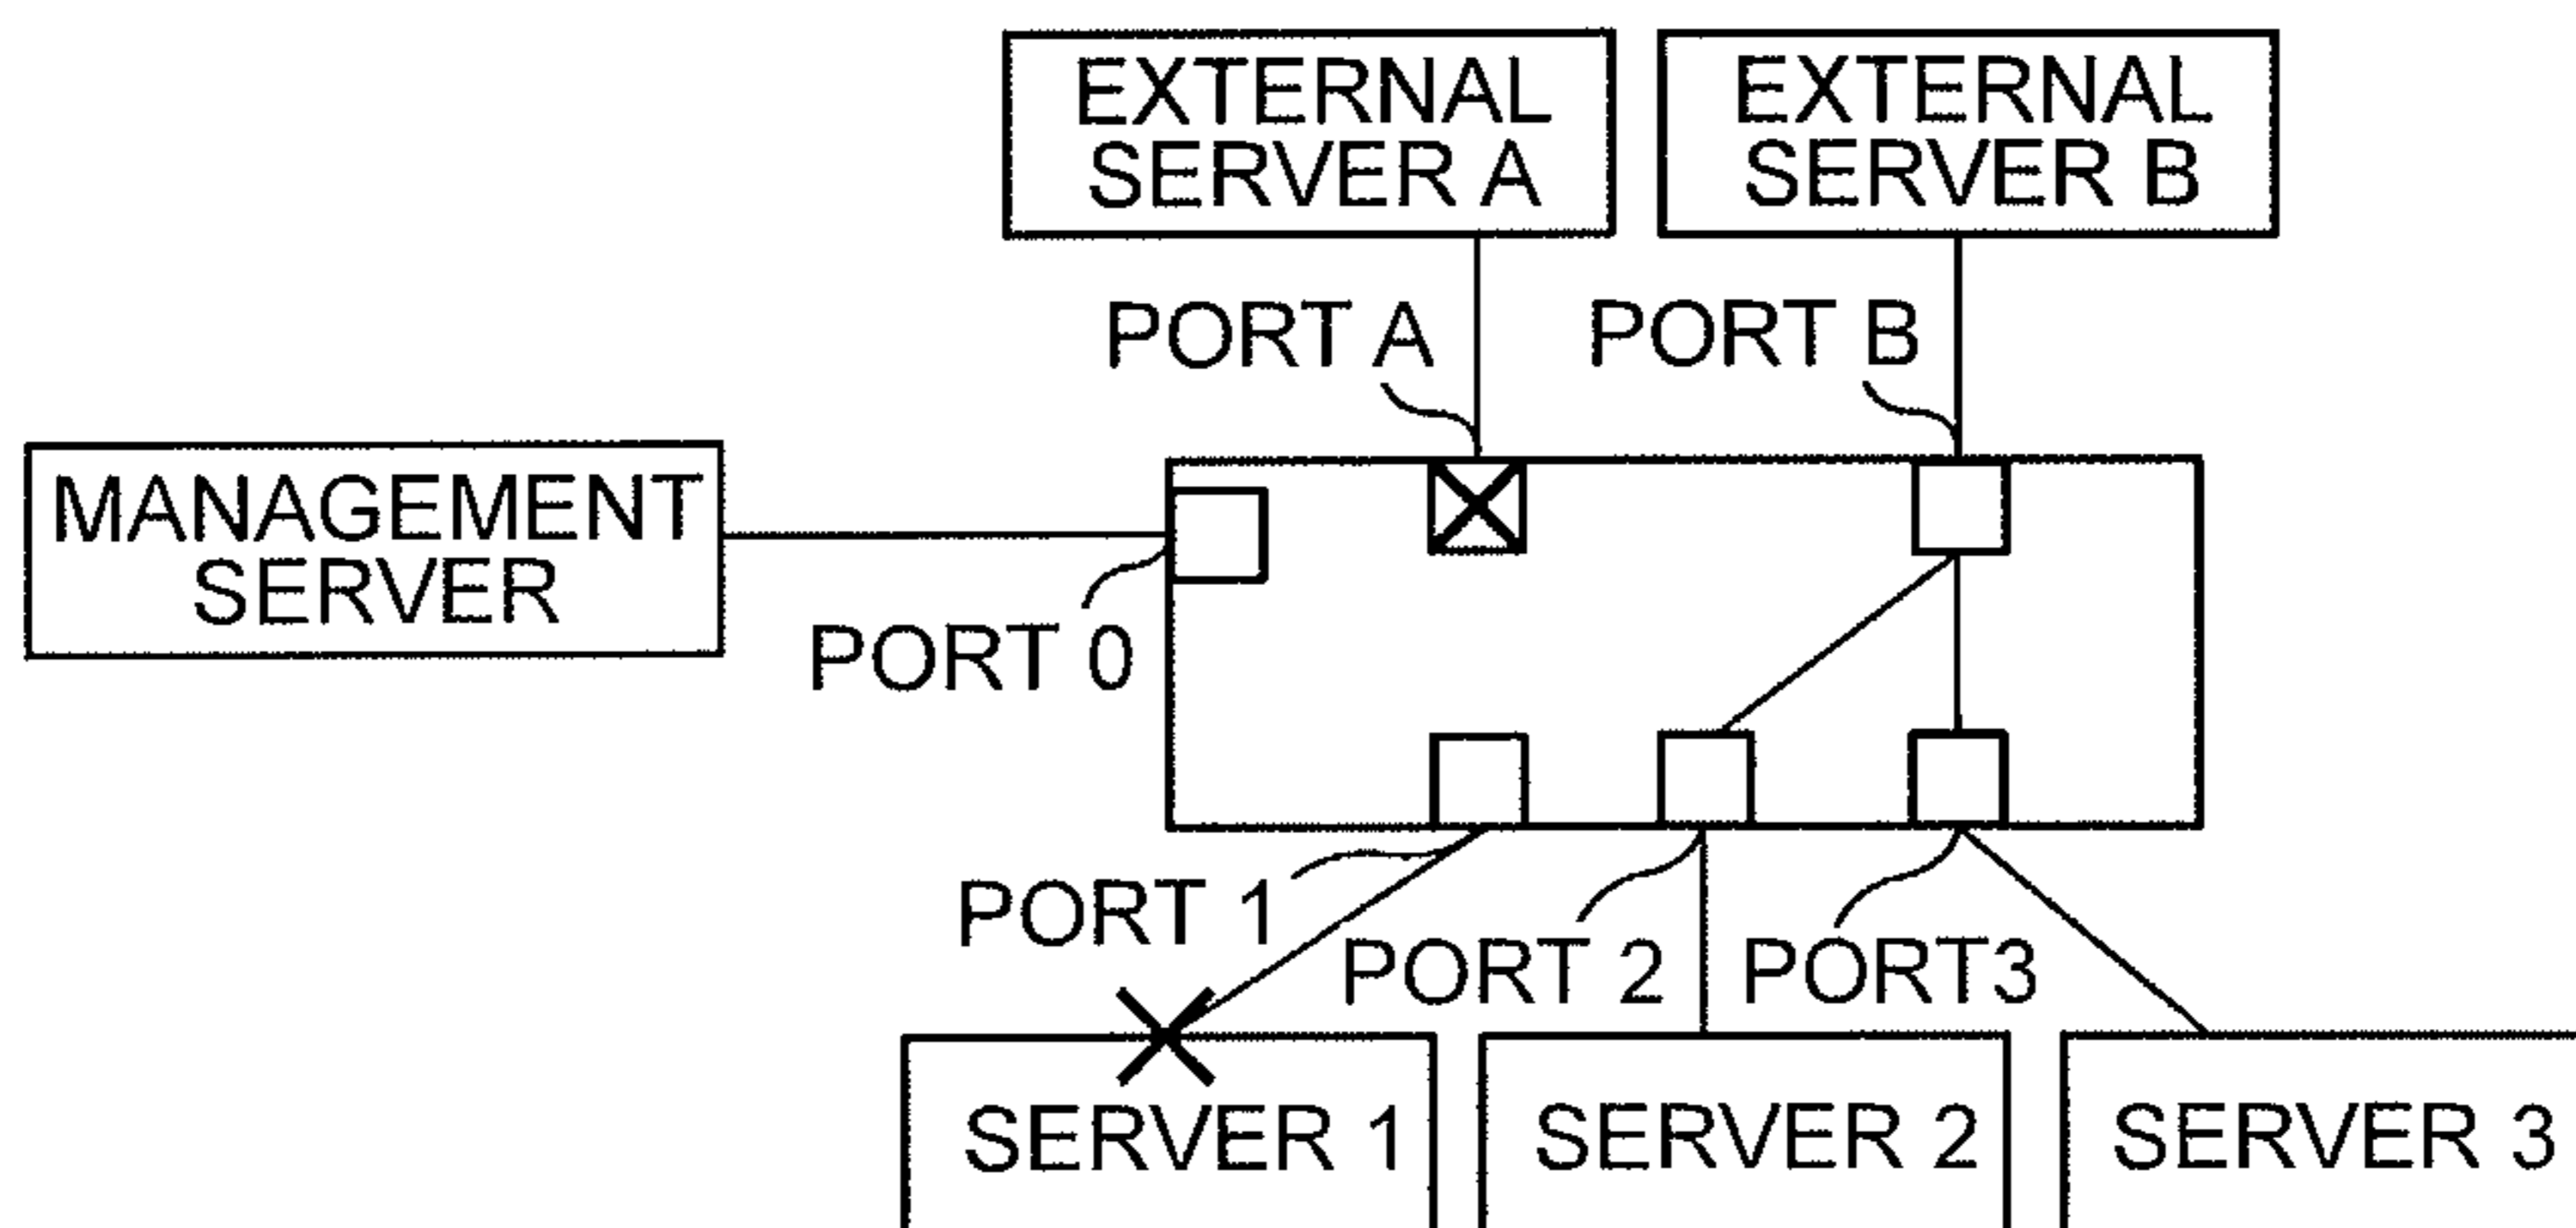 EXTERNAL
SERVER A
EXTERNAL
SERVER B
PORT A
PORT B
MANAGEMENT
SERVER
PORT 0
PORT 1
PORT 2
PORT3
SERVER 1
SERVER 2
SERVER 3